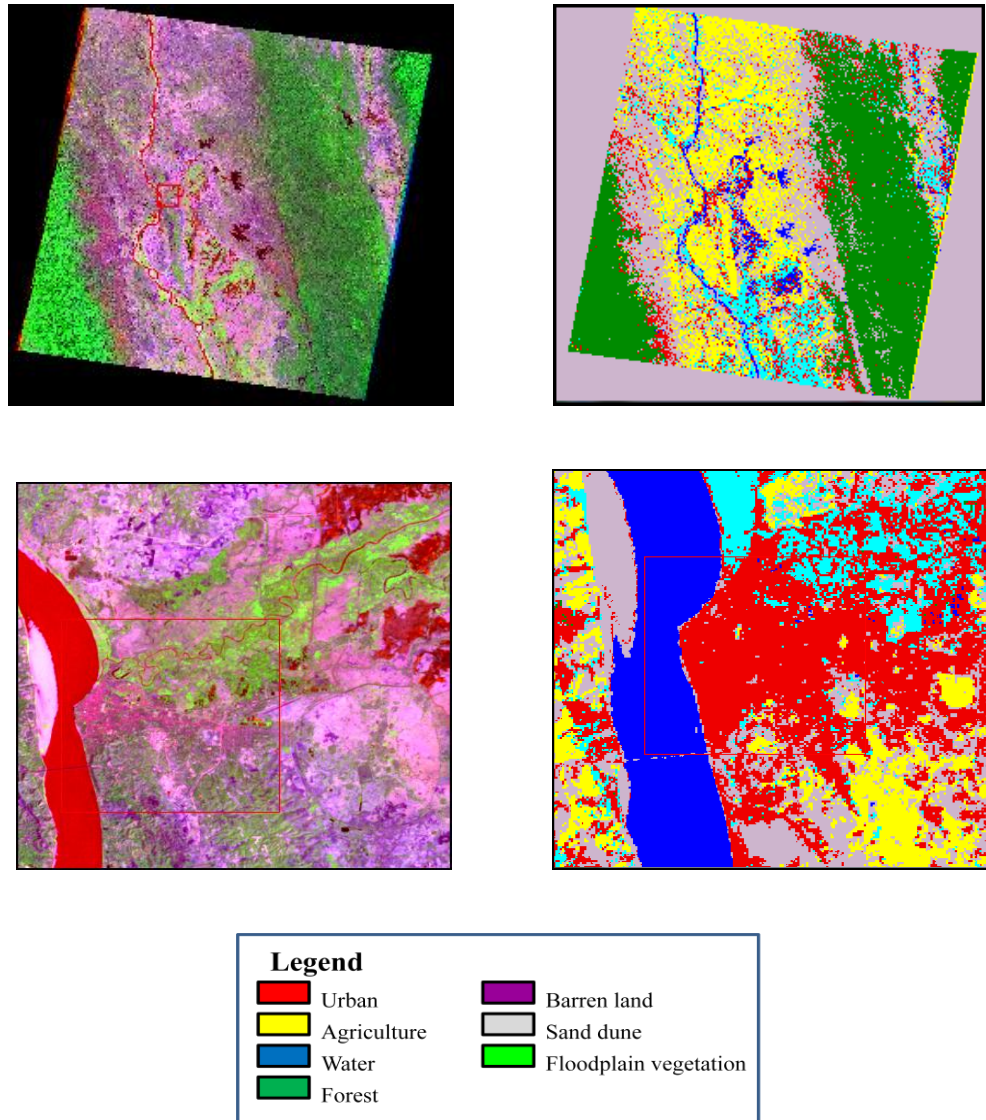 Legend
Urban
Agriculture
Water
Forest
Barren land
Sand dune
Floodplain vegetation